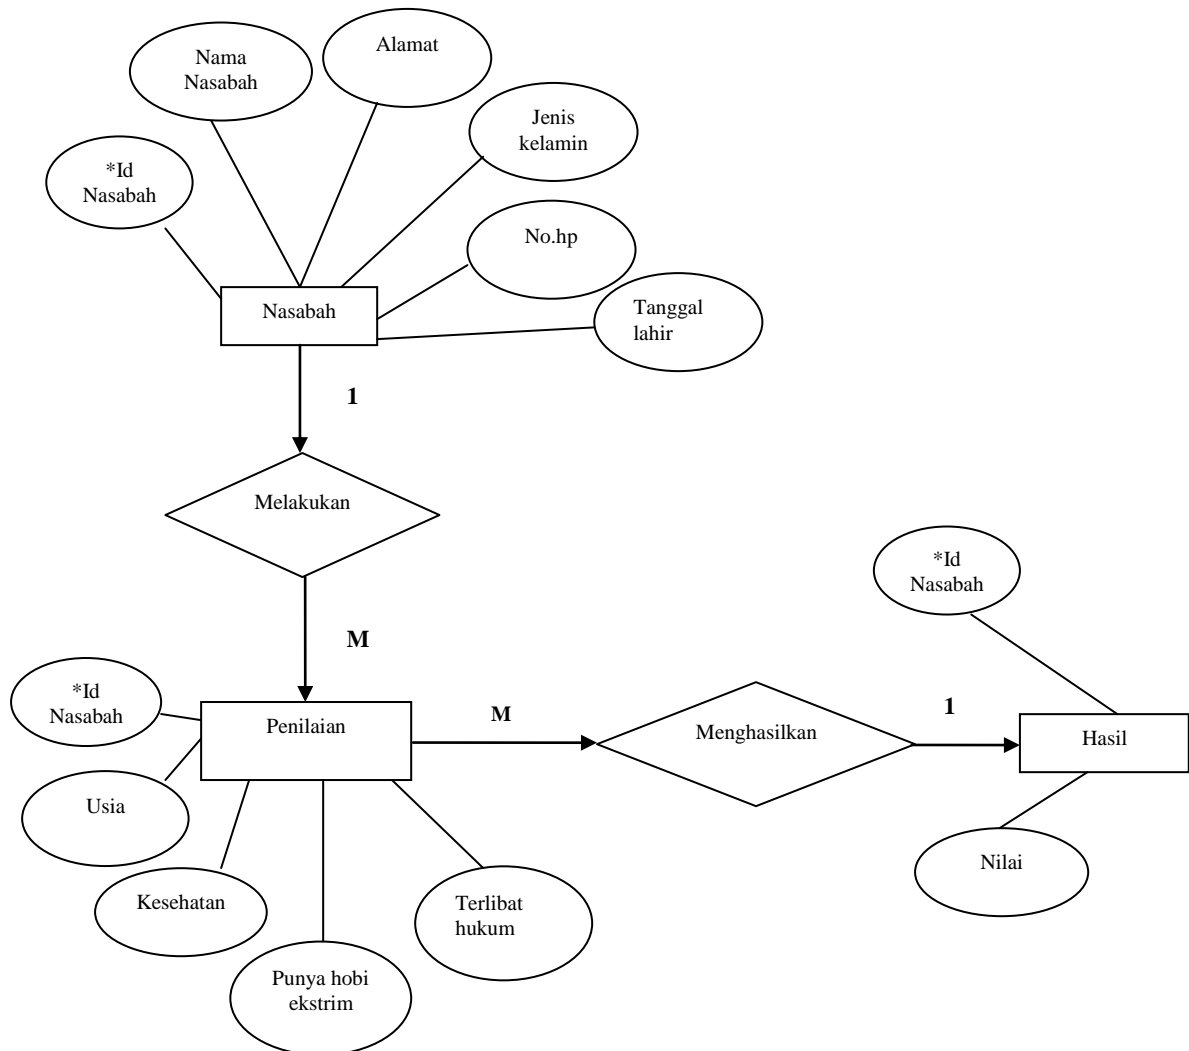 Nama
Nasabah
Alamat
Jenis
kelamin
*Id
Nasabah
No.hp
Nasabah
Tanggal
lahir
1
Melakukan
*Id
Nasabah
M
*Id
Nasabah
Penilaian
M
Menghasilkan
1
Hasil
Usia
Nilai
Kesehatan
Terlibat
hukum
Punya hobi
ekstrim